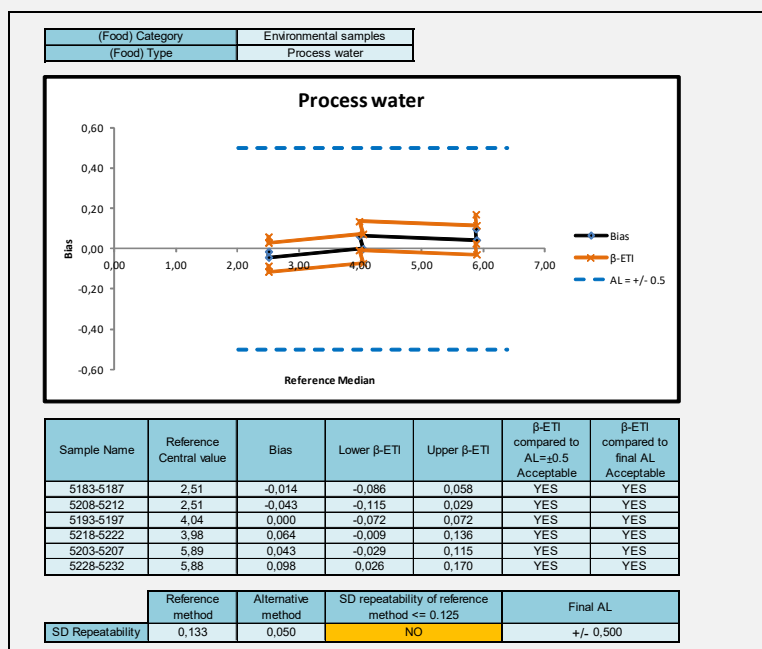 (Food) Category Environmental samples
(Food) Type Process water
Process water
0,60
0,40
0,20
0,00
-0,20
-0,40
-0,60
0,00 1,00 2,00 3,00 4,00 5,00 6,00 7,00
Bias
Reference Median
Bias
β-ETI
AL = +/- 0.5
Sample Name Reference Central value Bias Lower β-ETI Upper β-ETI β-ETI compared to AL=±0.5 Acceptable β-ETI compared to final AL Acceptable
5183-5187 2,51 -0,014 -0,086 0,058 YES YES
5208-5212 2,51 -0,043 -0,115 0,029 YES YES
5193-5197 4,04 0,000 -0,072 0,072 YES YES
5218-5222 3,98 0,064 -0,009 0,136 YES YES
5203-5207 5,89 0,043 -0,029 0,115 YES YES
5228-5232 5,88 0,098 0,026 0,170 YES YES
Reference method Alternative method SD repeatability of reference method <= 0.125 Final AL
SD Repeatability 0,133 0,050 NO +/- 0,500